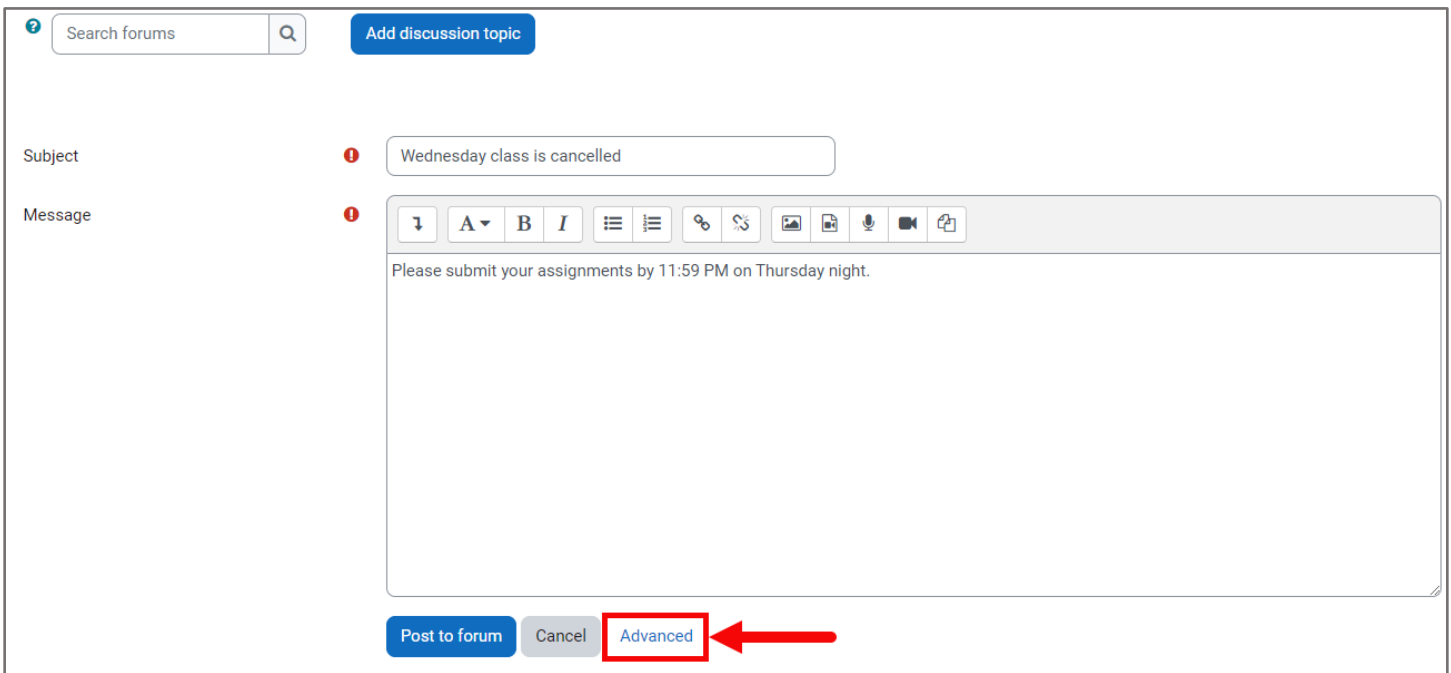 Search forums
Add discussion topic
Subject
Wednesday class is cancelled
Message
A B I
Please submit your assignments by 11:59 PM on Thursday night.
Post to forum Cancel Advanced